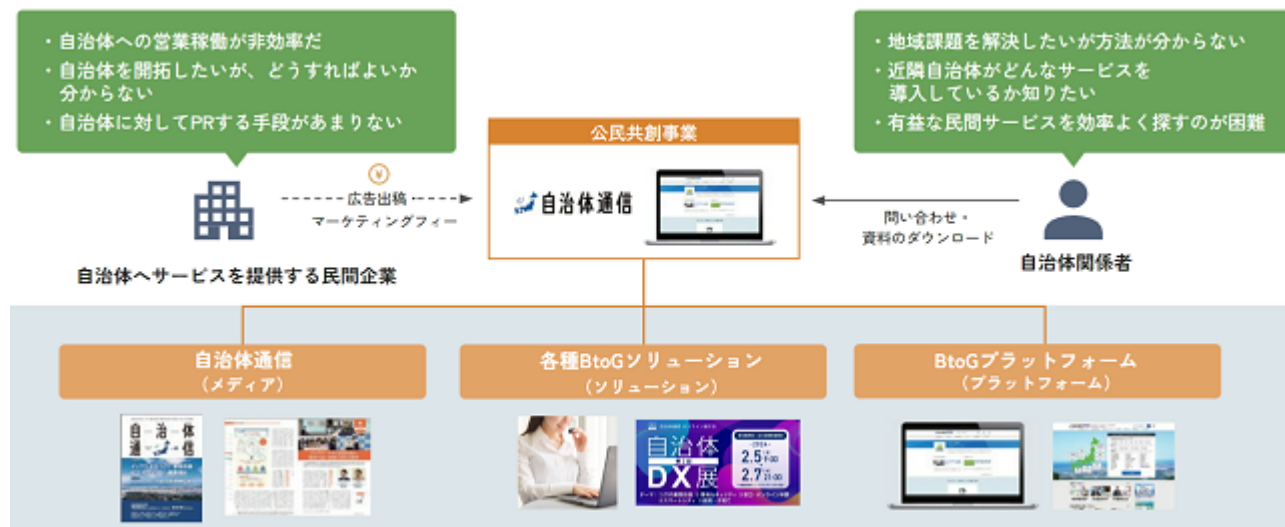 ・自治体への営業稼働が非効率だ
・自治体を開拓したいが、どうすればよいか
分からない
・自治体に対してPRする手段があまりない
・地域課題を解決したいが方法が分からない
・近隣自治体がどんなサービスを
導入しているか知りたい
・有益な民間サービスを効率よく探すのが困難
公民共創事業
自治体通信
広告出稿・
マーケティングフィー
問い合わせ・
資料のダウンロード
自治体へサービスを提供する民間企業
自治体関係者
自治体通信
(メディア)
各種BtoGソリューション
(ソリューション)
BtoGプラットフォーム
(プラットフォーム)
自治体
通信
自治体
DX展
2.5
2.7